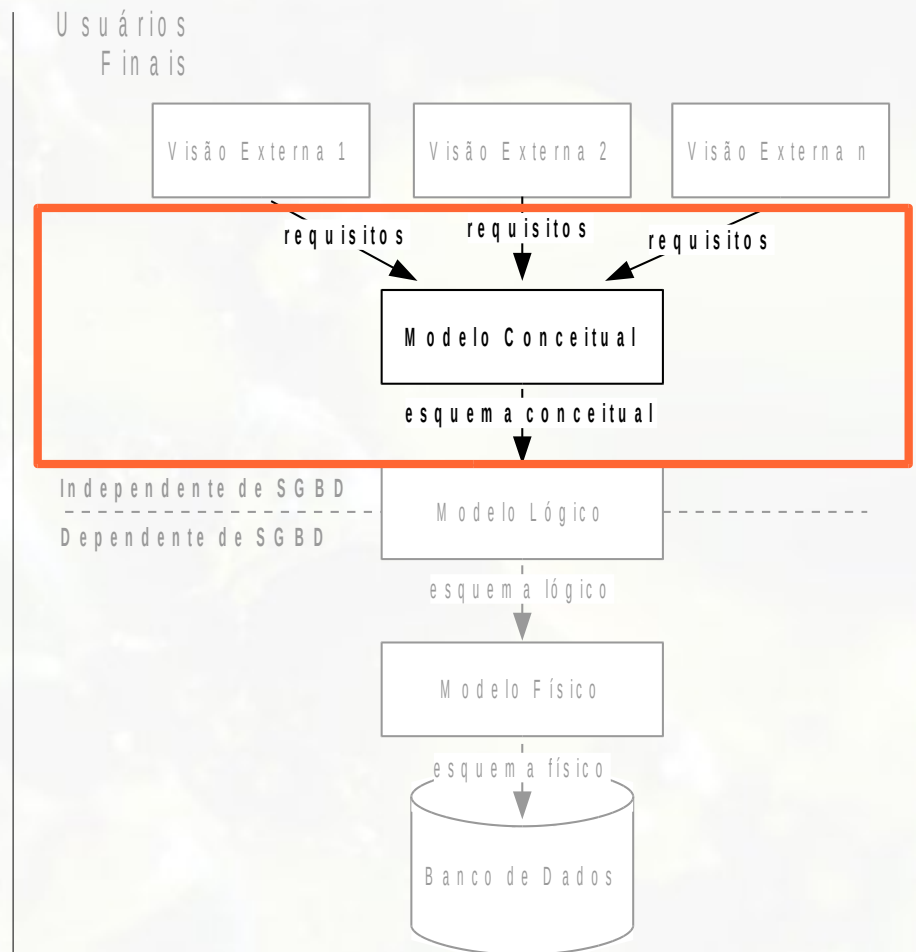 Usuários
Finais
Visão Externa 1
Visão Externa 2
Visão Externa n
requisitos
requisitos
requisitos
Modelo Conceitual
esquema conceitual
Independente de SGBD
Dependente de SGBD
Modelo Lógico
esquema lógico
Modelo Físico
esquema físico
Banco de Dados